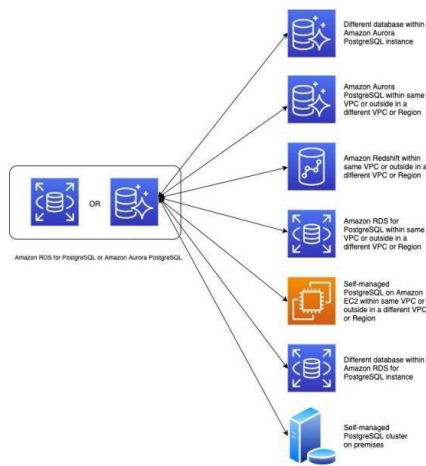 Different database within
Amazon Aurora
PostgreSQL instance
Amazon Aurora
PostgreSQL within same
VPC or outside in a
different VPC or Region
Amazon Redshift within
same VPC or outside in a
different VPC or Region
OR
Amazon RDS for PostgreSQL or Amazon Aurora PostgreSQL
Amazon RDS for
PostgreSQL within same
VPC or outside in a
different VPC or Region
Self-managed
PostgreSQL on Amazon
EC2 within same VPC or
outside in a different VPC
or Region
Different database within
Amazon RDS for
PostgreSQL instance
Self-managed
PostgreSQL cluster
on premises